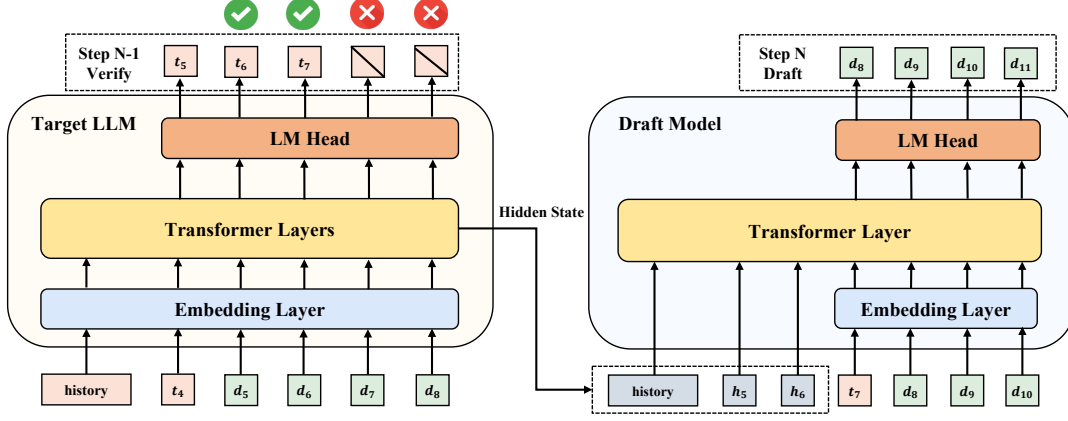 Step N-1
Verify
t₅
t₆
t₇
Target LLM
LM Head
Transformer Layers
Embedding Layer
history
t₄
d₅
d₆
d₇
d₈
Hidden State
Step N
Draft
d₈
d₉
d₁₀
d₁₁
Draft Model
LM Head
Transformer Layer
Embedding Layer
history
h₅
h₆
t₇
d₈
d₉
d₁₀